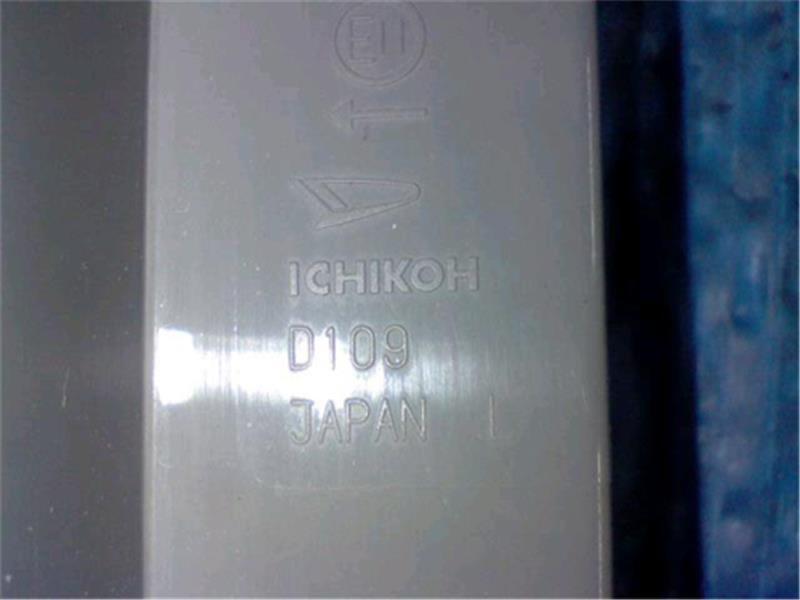 E11
ICHIKOH
D109
JAPAN L